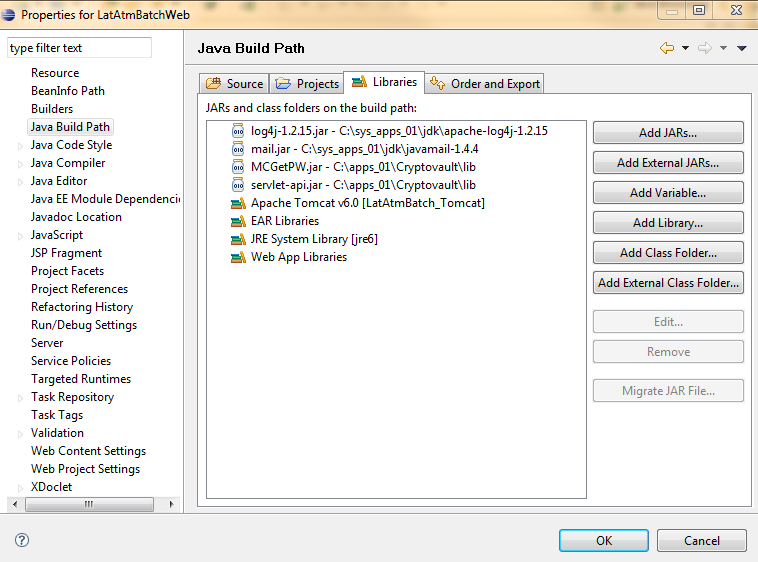 Properties for LatAtmBatchWeb
type filter text
Resource
BeanInfo Path
Builders
Java Build Path
Java Code Style
Java Compiler
Java Editor
Java EE Module Dependencie
Javadoc Location
JavaScript
JSP Fragment
Project Facets
Project References
Refactoring History
Run/Debug Settings
Server
Service Policies
Targeted Runtimes
Task Repository
Task Tags
Validation
Web Content Settings
Web Project Settings
XDoclet
Java Build Path
Source Projects Libraries Order and Export
JARs and class folders on the build path:
log4j-1.2.15.jar - C:\sys_apps_01\jdk\apache-log4j-1.2.15
mail.jar - C:\sys_apps_01\jdk\javamail-1.4.4
MCGetPW.jar - C:\apps_01\Cryptovault\lib
servlet-api.jar - C:\apps_01\Cryptovault\lib
Apache Tomcat v6.0 [LatAtmBatch_Tomcat]
EAR Libraries
JRE System Library [jre6]
Web App Libraries
Add JARs...
Add External JARs...
Add Variable...
Add Library...
Add Class Folder...
Add External Class Folder...
Edit...
Remove
Migrate JAR File...
OK Cancel